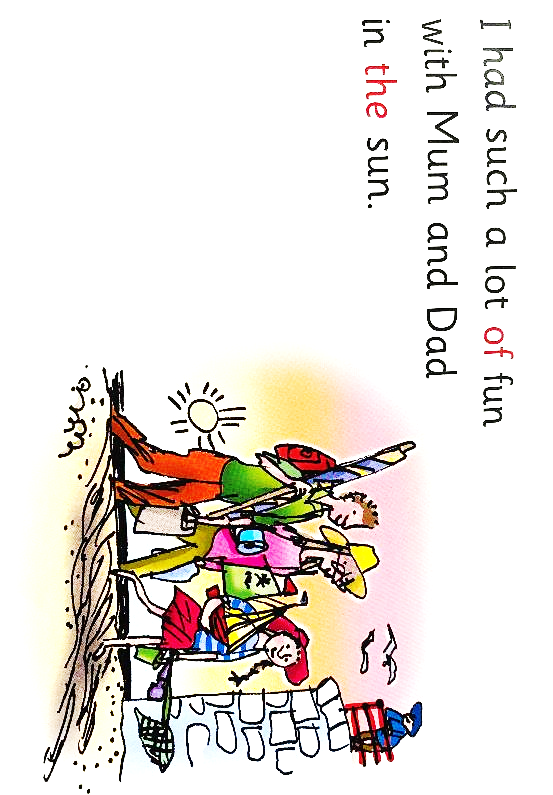 I had such a lot of fun
with Mum and Dad
in the sun.